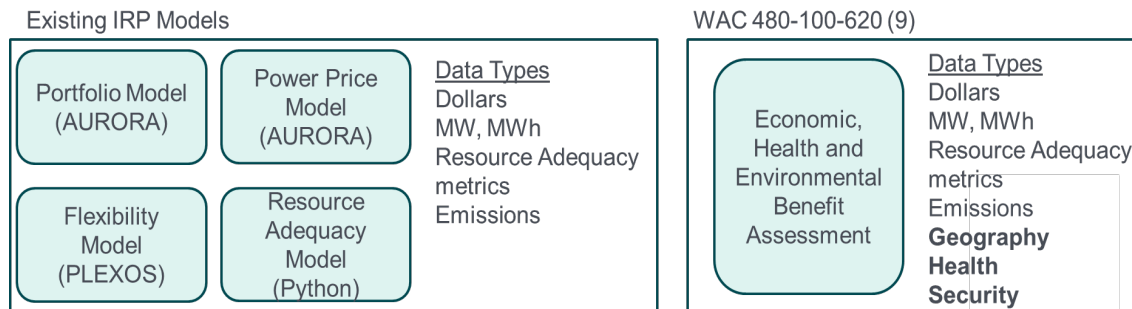 Existing IRP Models
Portfolio Model
(AURORA)
Power Price
Model
(AURORA)
Flexibility
Model
(PLEXOS)
Resource
Adequacy
Model
(Python)
Data Types
Dollars
MW, MWh
Resource Adequacy
metrics
Emissions
WAC 480-100-620 (9)
Economic,
Health and
Environmental
Benefit
Assessment
Data Types
Dollars
MW, MWh
Resource Adequacy
metrics
Emissions
Geography
Health
Security